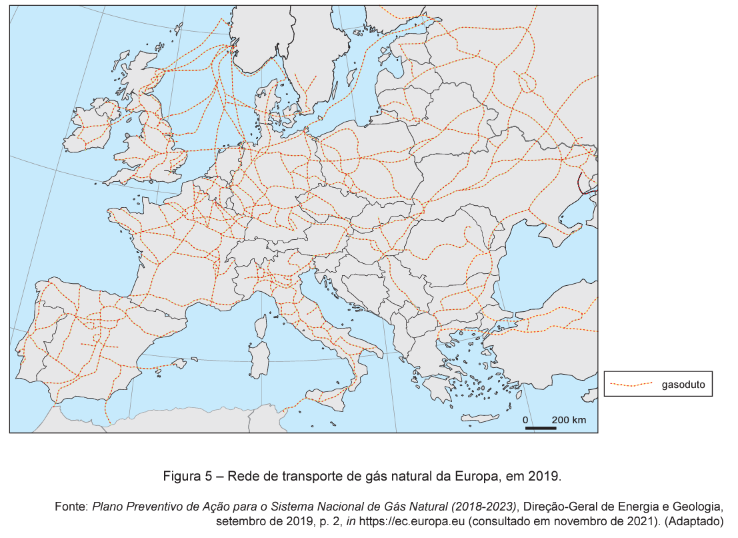 gasoduto
0 200 km
Figura 5 – Rede de transporte de gás natural da Europa, em 2019.
Fonte: Plano Preventivo de Ação para o Sistema Nacional de Gás Natural (2018-2023), Direção-Geral de Energia e Geologia,
setembro de 2019, p. 2, in https://ec.europa.eu (consultado em novembro de 2021). (Adaptado)